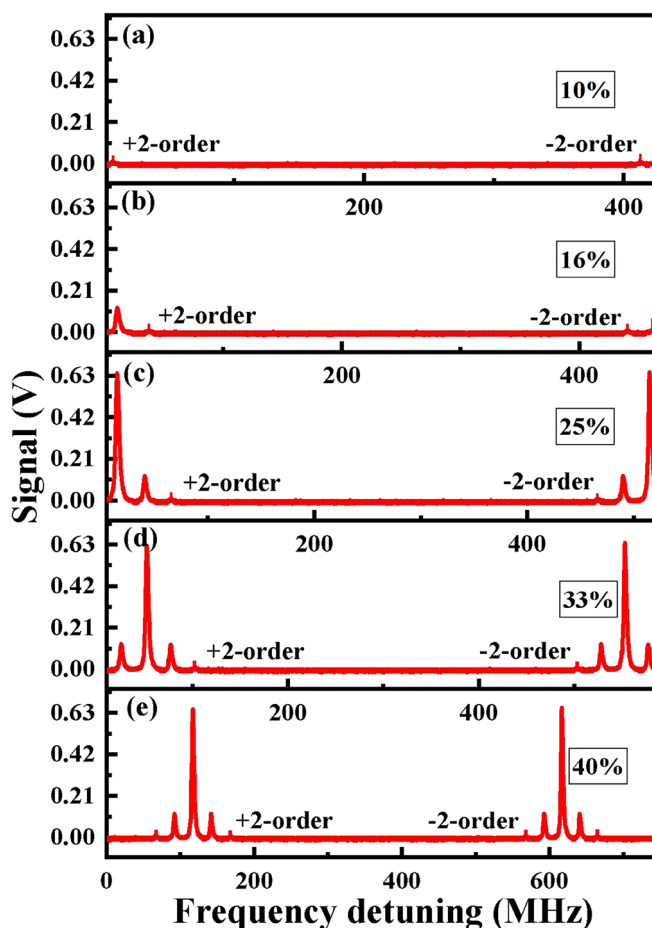 (a)
0.63
0.42
0.21
0.00
10%
+2-order
-2-order
200
400
(b)
0.63
0.42
0.21
0.00
16%
+2-order
-2-order
200
400
(c)
0.63
0.42
0.21
0.00
25%
+2-order
-2-order
200
400
(d)
0.63
0.42
0.21
0.00
33%
+2-order
-2-order
200
400
(e)
0.63
0.42
0.21
0.00
40%
+2-order
-2-order
0
200
400
600
Signal (V)
Frequency detuning (MHz)